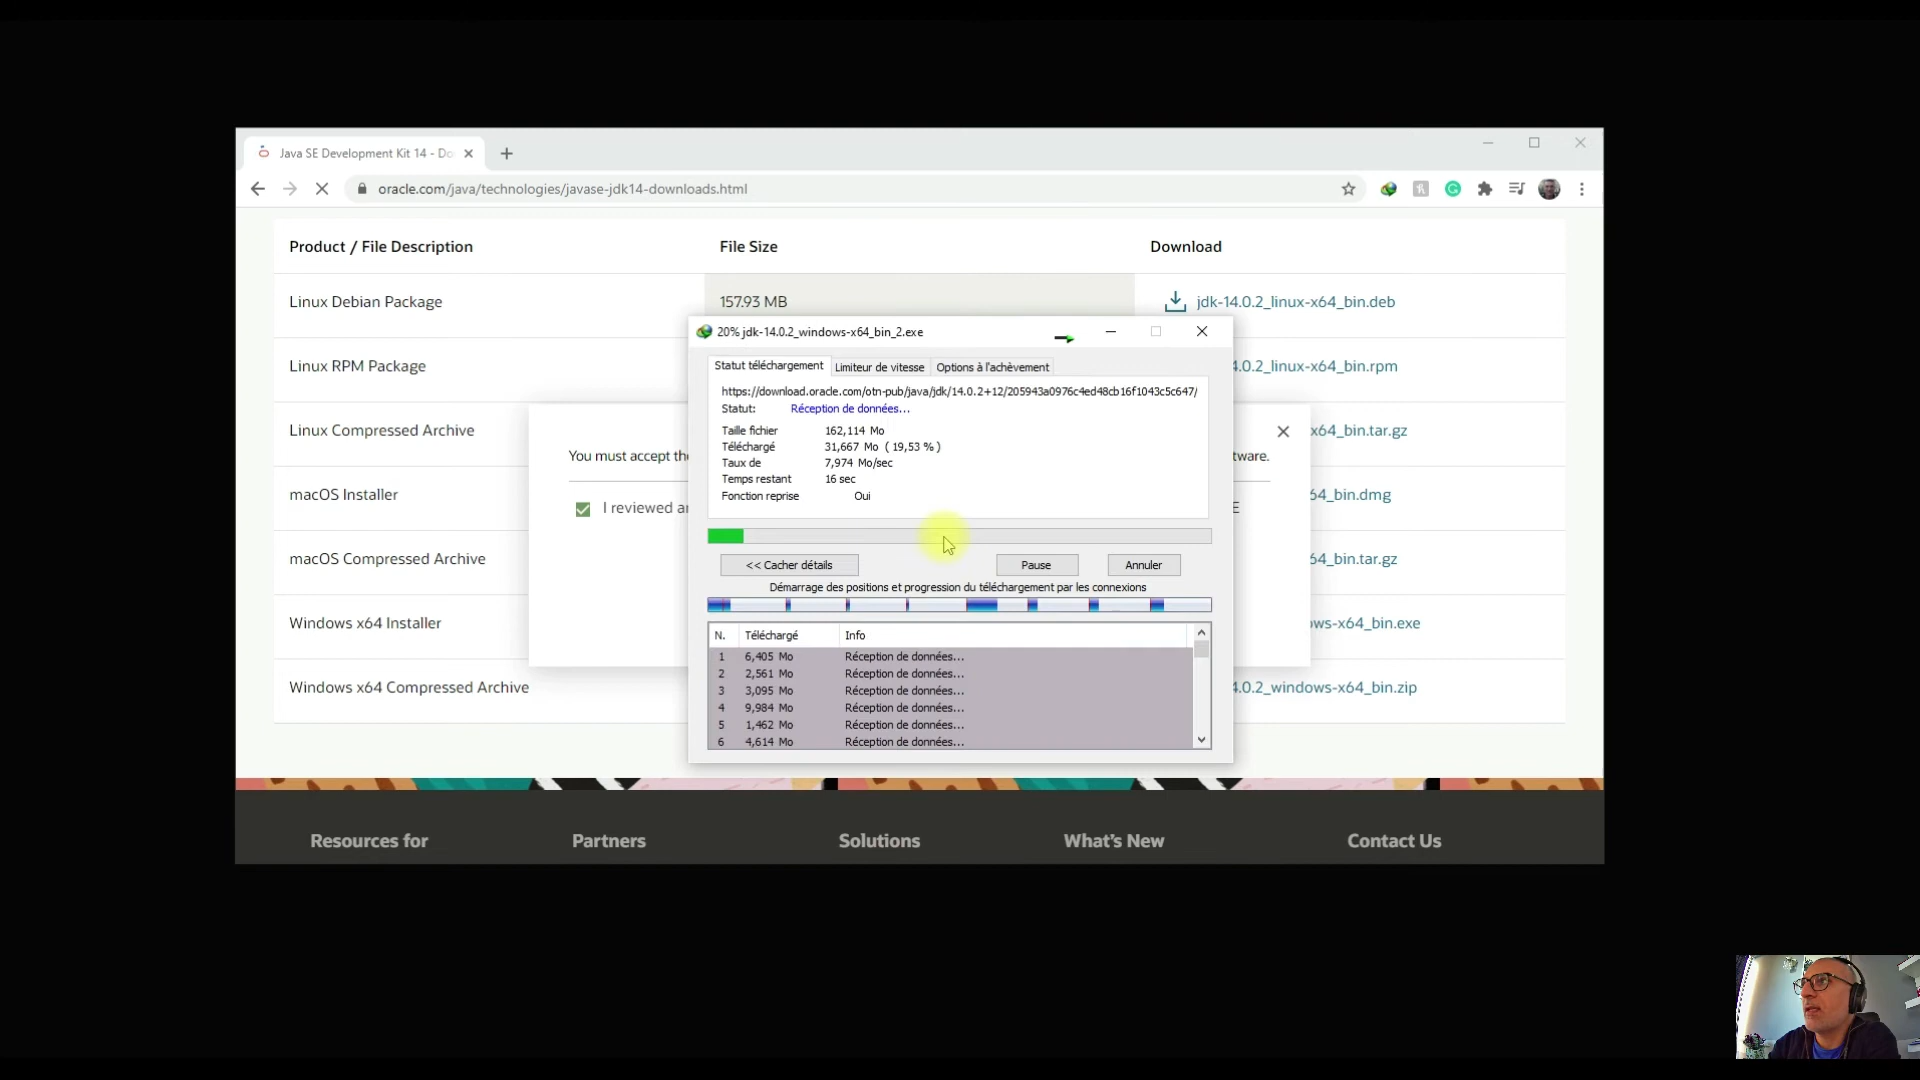 Java SE Development Kit 14 - Do
oracle.com/java/technologies/javase-jdk14-downloads.html
Product / File Description File Size Download
Linux Debian Package 157.93 MB jdk-14.0.2_linux-x64_bin.deb
Linux RPM Package 4.0.2_linux-x64_bin.rpm
Linux Compressed Archive x64_bin.tar.gz
macOS Installer 64_bin.dmg
macOS Compressed Archive 64_bin.tar.gz
Windows x64 Installer ws-x64_bin.exe
Windows x64 Compressed Archive 4.0.2_windows-x64_bin.zip
You must accept the tware.
I reviewed a E
20% jdk-14.0.2_windows-x64_bin_2.exe
Statut téléchargement Limiteur de vitesse Options à l'achèvement
https://download.oracle.com/otn-pub/java/jdk/14.0.2+12/205943a0976c4ed48cb16f1043c5c647/
Statut: Réception de données...
Taille fichier 162,114 Mo
Téléchargé 31,667 Mo ( 19,53 % )
Taux de 7,974 Mo/sec
Temps restant 16 sec
Fonction reprise Oui
<< Cacher détails Pause Annuler
Démarrage des positions et progression du téléchargement par les connexions
N. Téléchargé Info
1 6,405 Mo Réception de données...
2 2,561 Mo Réception de données...
3 3,095 Mo Réception de données...
4 9,984 Mo Réception de données...
5 1,462 Mo Réception de données...
6 4,614 Mo Réception de données...
Resources for Partners Solutions What's New Contact Us